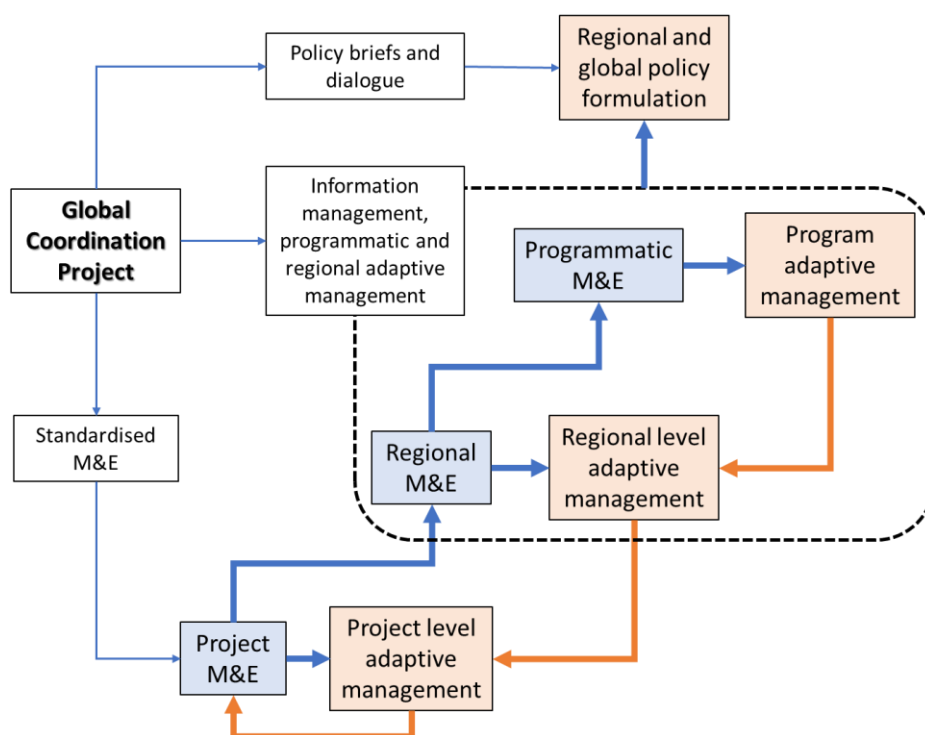 Policy briefs and
dialogue
Regional and
global policy
formulation
Global
Coordination
Project
Information
management,
programmatic and
regional adaptive
management
Programmatic
M&E
Program
adaptive
management
Standardised
M&E
Regional
M&E
Regional level
adaptive
management
Project
M&E
Project level
adaptive
management